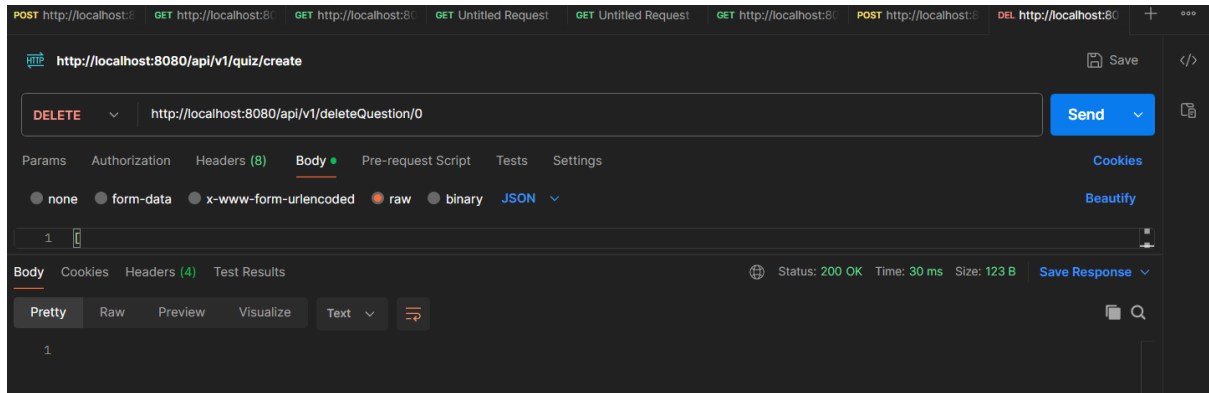 POST http://localhost:8 GET http://localhost:80 GET http://localhost:80 GET Untitled Request GET Untitled Request GET http://localhost:80 POST http://localhost:8 DEL http://localhost:80
HTTP http://localhost:8080/api/v1/quiz/create Save </>
DELETE http://localhost:8080/api/v1/deleteQuestion/0 Send
Params Authorization Headers (8) Body Pre-request Script Tests Settings Cookies
none form-data x-www-form-urlencoded raw binary JSON Beautify
1 [
Body Cookies Headers (4) Test Results Status: 200 OK Time: 30 ms Size: 123 B Save Response
Pretty Raw Preview Visualize Text
1